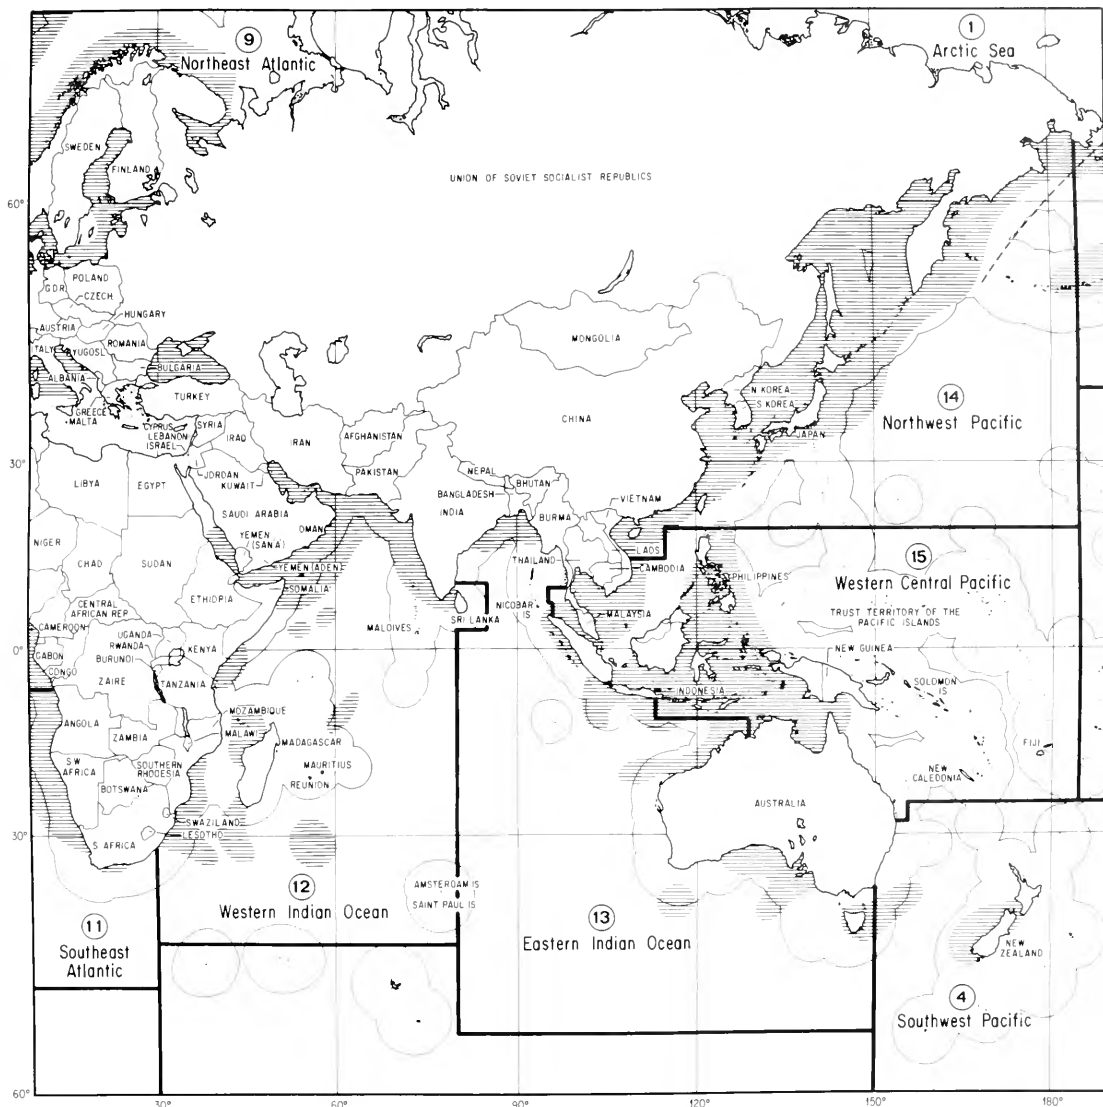 9
Northeast Atlantic
1
Arctic Sea
SWEDEN
FINLAND
UNION OF SOVIET SOCIALIST REPUBLICS
60°
G.D.R.
POLAND
CZECH.
HUNGARY
AUSTRIA
ROMANIA
ITALY
YUGOSL.
BULGARIA
ALBANIA
TURKEY
GREECE
MALTA
CYPRUS
LEBANON
ISRAEL
SYRIA
IRAQ
IRAN
AFGHANISTAN
MONGOLIA
CHINA
N KOREA
S KOREA
JAPAN
14
Northwest Pacific
30°
LIBYA
EGYPT
JORDAN
KUWAIT
PAKISTAN
NEPAL
BHUTAN
BANGLADESH
INDIA
BURMA
VIETNAM
SAUDI ARABIA
OMAN
YEMEN
(SAN'A')
YEMEN (ADEN)
SOMALIA
NIGER
CHAD
SUDAN
ETHIOPIA
THAILAND
LAOS
CAMBODIA
PHILIPPINES
15
Western Central Pacific
TRUST TERRITORY OF THE
PACIFIC ISLANDS
CENTRAL
AFRICAN REP.
CAMEROON
UGANDA
RWANDA
BURUNDI
KENYA
GABON
CONGO
ZAIRE
TANZANIA
MALDIVES
SRI LANKA
NICOBAR
IS
MALAYSIA
0°
NEW GUINEA
INDONESIA
SOLOMON
IS
ANGOLA
ZAMBIA
MOZAMBIQUE
MALAWI
MADAGASCAR
MAURITIUS
REUNION
S W
AFRICA
SOUTHERN
RHODESIA
BOTSWANA
FIJI
NEW
CALEDONIA
AUSTRALIA
SWAZILAND
LESOTHO
30°
S AFRICA
12
Western Indian Ocean
AMSTERDAM IS
SAINT PAUL IS
13
Eastern Indian Ocean
11
Southeast
Atlantic
NEW
ZEALAND
4
Southwest Pacific
60°
30°
60°
90°
120°
150°
180°